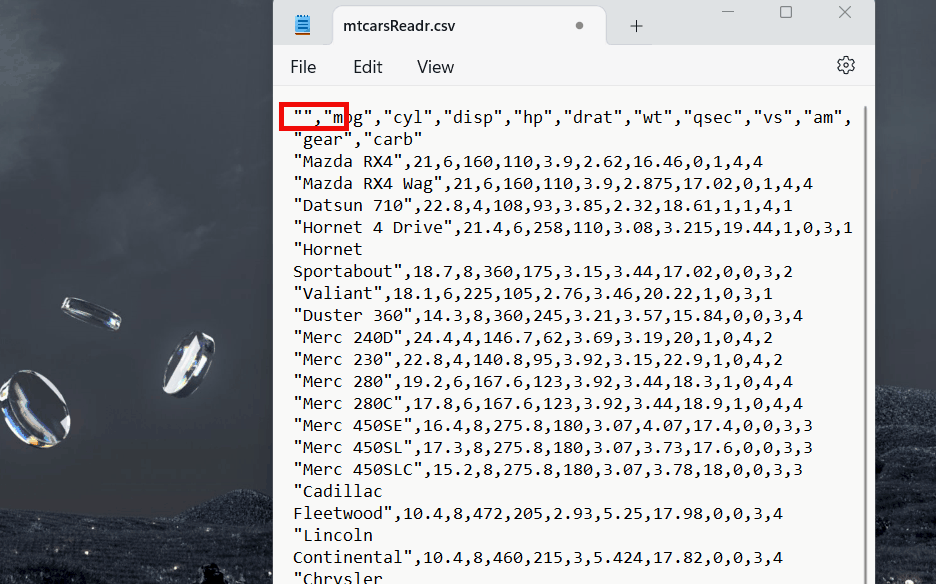 mtcarsReadr.csv
File Edit View
"","mpg","cyl","disp","hp","drat","wt","qsec","vs","am",
"gear","carb"
"Mazda RX4",21,6,160,110,3.9,2.62,16.46,0,1,4,4
"Mazda RX4 Wag",21,6,160,110,3.9,2.875,17.02,0,1,4,4
"Datsun 710",22.8,4,108,93,3.85,2.32,18.61,1,1,4,1
"Hornet 4 Drive",21.4,6,258,110,3.08,3.215,19.44,1,0,3,1
"Hornet
Sportabout",18.7,8,360,175,3.15,3.44,17.02,0,0,3,2
"Valiant",18.1,6,225,105,2.76,3.46,20.22,1,0,3,1
"Duster 360",14.3,8,360,245,3.21,3.57,15.84,0,0,3,4
"Merc 240D",24.4,4,146.7,62,3.69,3.19,20,1,0,4,2
"Merc 230",22.8,4,140.8,95,3.92,3.15,22.9,1,0,4,2
"Merc 280",19.2,6,167.6,123,3.92,3.44,18.3,1,0,4,4
"Merc 280C",17.8,6,167.6,123,3.92,3.44,18.9,1,0,4,4
"Merc 450SE",16.4,8,275.8,180,3.07,4.07,17.4,0,0,3,3
"Merc 450SL",17.3,8,275.8,180,3.07,3.73,17.6,0,0,3,3
"Merc 450SLC",15.2,8,275.8,180,3.07,3.78,18,0,0,3,3
"Cadillac
Fleetwood",10.4,8,472,205,2.93,5.25,17.98,0,0,3,4
"Lincoln
Continental",10.4,8,460,215,3,5.424,17.82,0,0,3,4
"Chrysler